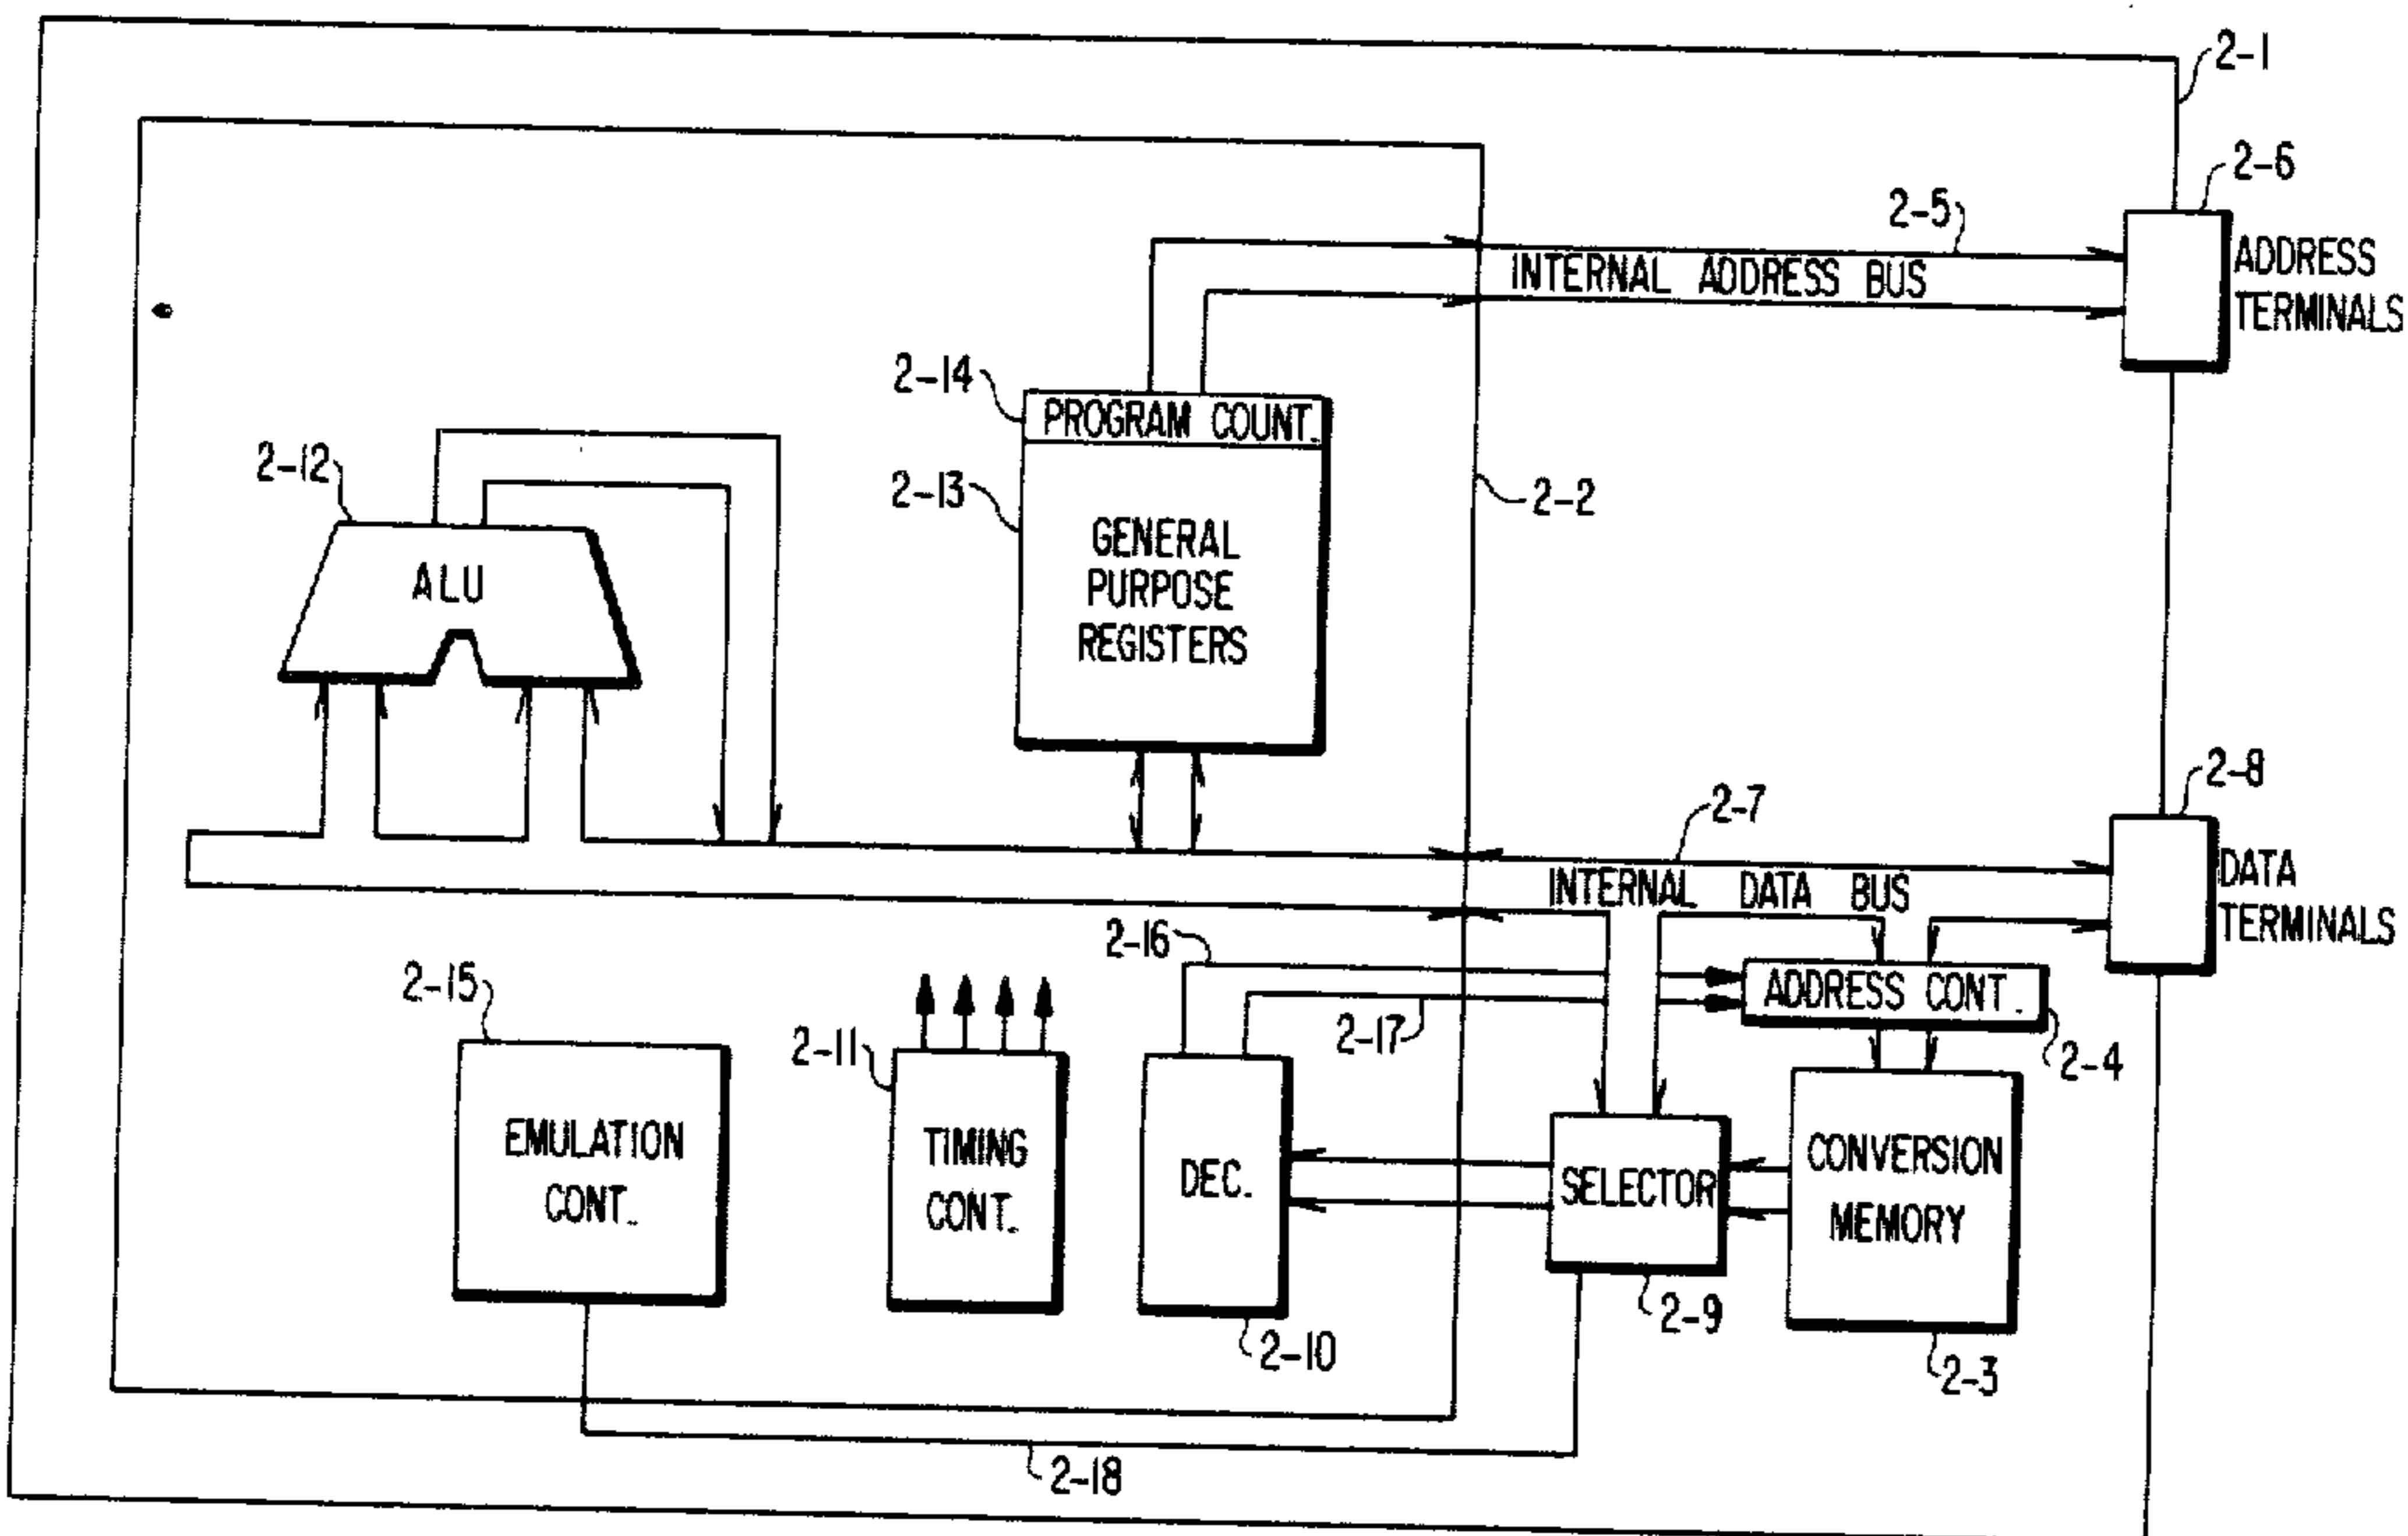 2-1
2-6
2-5
ADDRESS
TERMINALS
INTERNAL ADDRESS BUS
2-14
PROGRAM COUNT.
2-12
2-13
2-2
GENERAL
PURPOSE
REGISTERS
ALU
2-8
2-7
DATA
TERMINALS
INTERNAL DATA BUS
2-16
2-15
ADDRESS CONT.
2-11
2-17
2-4
EMULATION
CONT.
TIMING
CONT.
DEC.
SELECTOR
CONVERSION
MEMORY
2-9
2-10
2-3
2-18